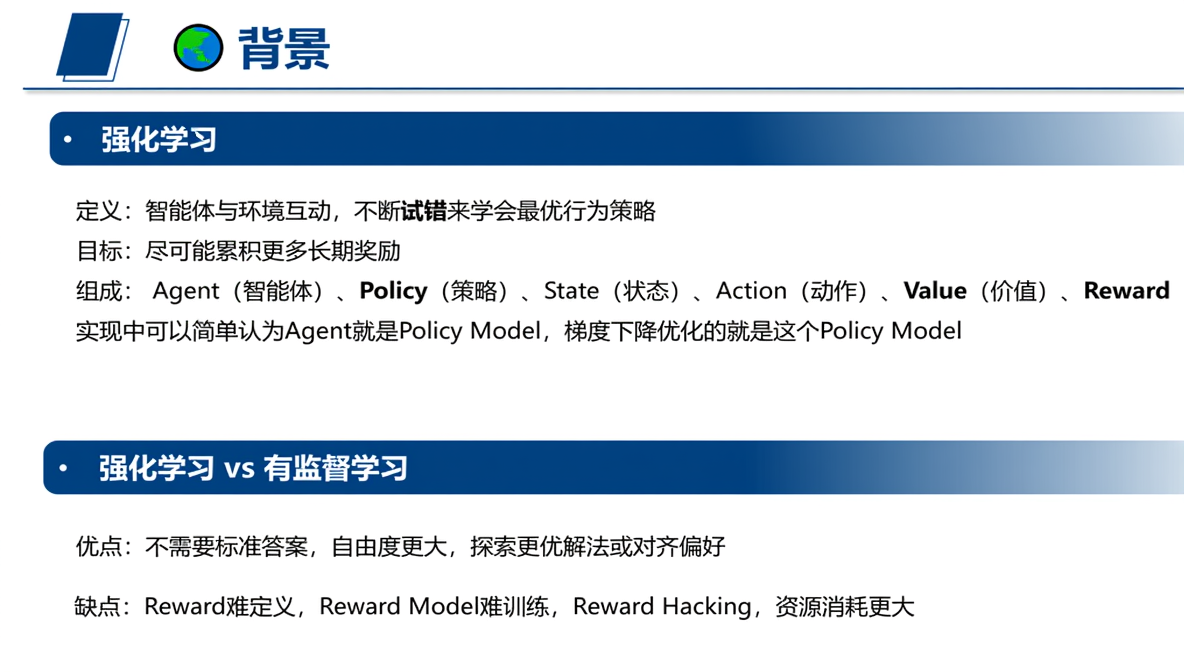 背景
• 强化学习
定义：智能体与环境互动，不断试错来学会最优行为策略
目标：尽可能累积更多长期奖励
组成： Agent（智能体）、Policy（策略）、State（状态）、Action（动作）、Value（价值）、Reward
实现中可以简单认为Agent就是Policy Model，梯度下降优化的就是这个Policy Model
• 强化学习 vs 有监督学习
优点：不需要标准答案，自由度更大，探索更优解法或对齐偏好
缺点：Reward难定义，Reward Model难训练，Reward Hacking，资源消耗更大